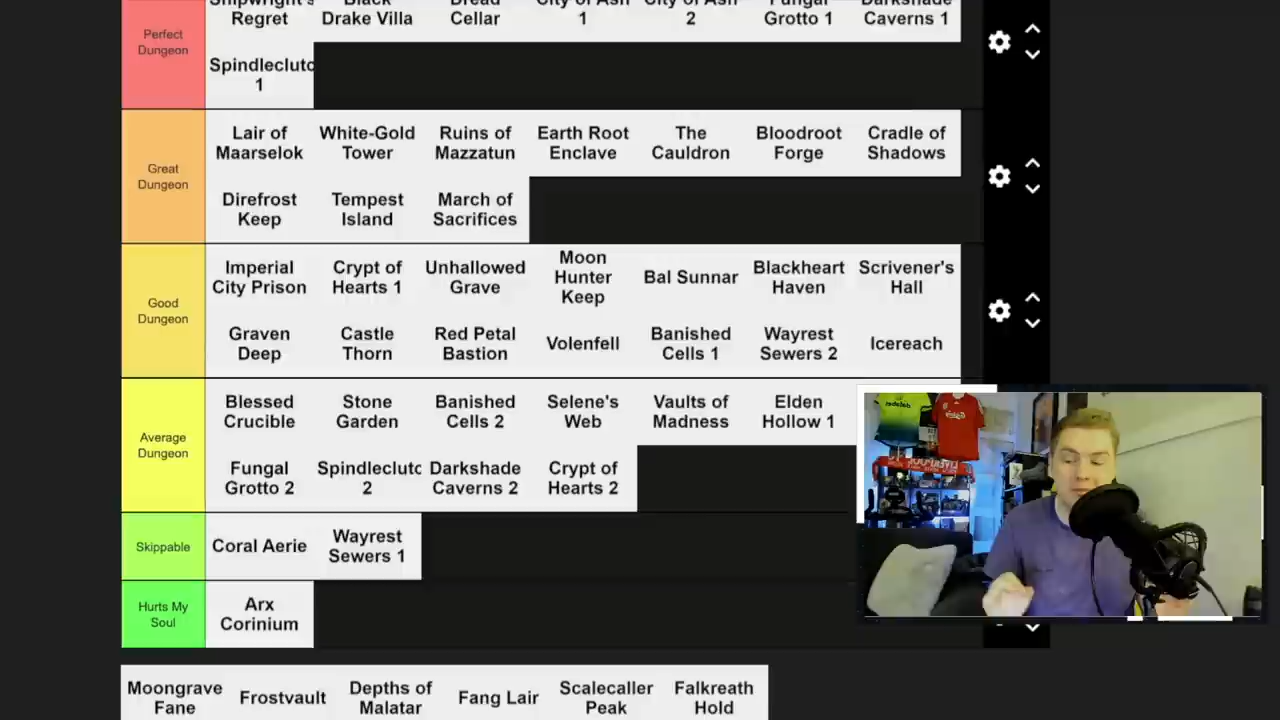 Perfect
Dungeon
Shipwright's
Regret
Black
Drake Villa
Dread
Cellar
City of Ash
1
City of Ash
2
Fungal
Grotto 1
Darkshade
Caverns 1
Spindleclutc
1
Great
Dungeon
Lair of
Maarselok
White-Gold
Tower
Ruins of
Mazzatun
Earth Root
Enclave
The
Cauldron
Bloodroot
Forge
Cradle of
Shadows
Direfrost
Keep
Tempest
Island
March of
Sacrifices
Good
Dungeon
Imperial
City Prison
Crypt of
Hearts 1
Unhallowed
Grave
Moon
Hunter
Keep
Bal Sunnar
Blackheart
Haven
Scrivener's
Hall
Graven
Deep
Castle
Thorn
Red Petal
Bastion
Volenfell
Banished
Cells 1
Wayrest
Sewers 2
Icereach
Average
Dungeon
Blessed
Crucible
Stone
Garden
Banished
Cells 2
Selene's
Web
Vaults of
Madness
Elden
Hollow 1
Fungal
Grotto 2
Spindleclutc
2
Darkshade
Caverns 2
Crypt of
Hearts 2
Skippable
Coral Aerie
Wayrest
Sewers 1
Hurts My
Soul
Arx
Corinium
Moongrave
Fane
Frostvault
Depths of
Malatar
Fang Lair
Scalecaller
Peak
Falkreath
Hold